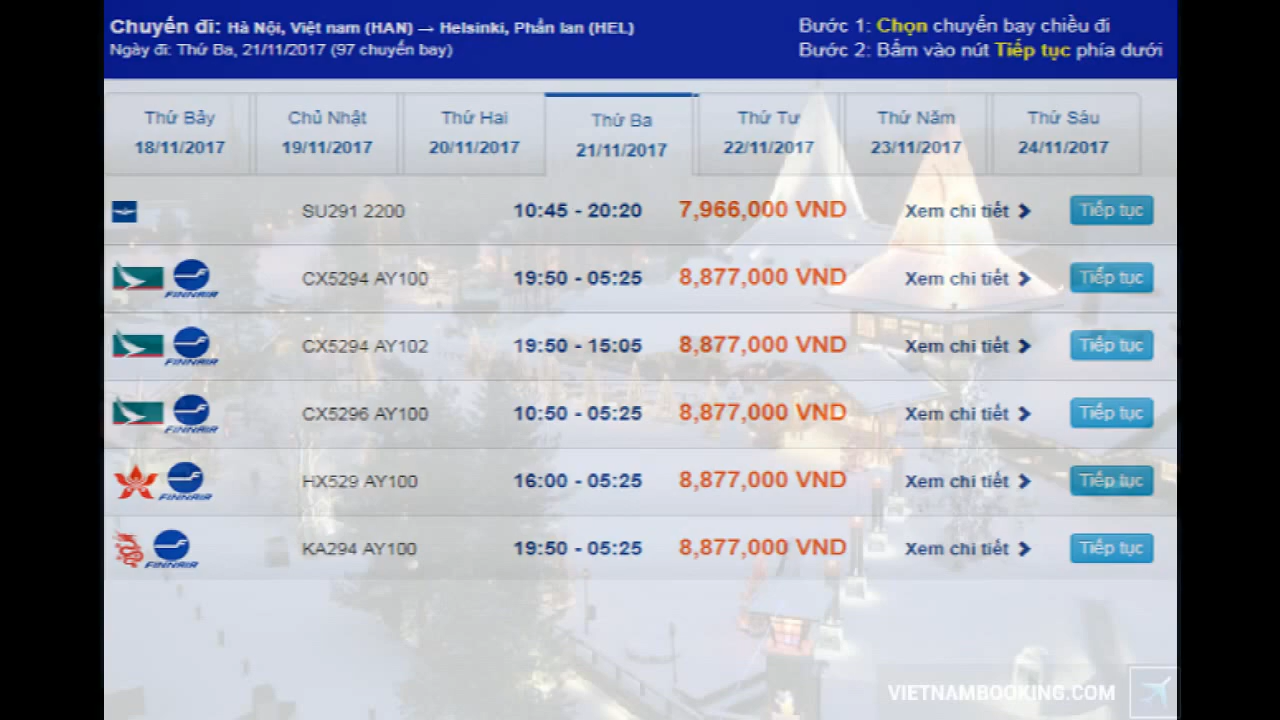 Chuyến đi: Hà Nội, Việt nam (HAN) → Helsinki, Phần lan (HEL)
Ngày đi: Thứ Ba, 21/11/2017 (97 chuyến bay)
Bước 1: Chọn chuyến bay chiều đi
Bước 2: Bấm vào nút Tiếp tục phía dưới
Thứ Bảy Chủ Nhật Thứ Hai Thứ Ba Thứ Tư Thứ Năm Thứ Sáu
18/11/2017 19/11/2017 20/11/2017 21/11/2017 22/11/2017 23/11/2017 24/11/2017
SU291 2200 10:45 - 20:20 7,966,000 VND Xem chi tiết Tiếp tục
FINNAIR CX5294 AY100 19:50 - 05:25 8,877,000 VND Xem chi tiết Tiếp tục
FINNAIR CX5294 AY102 19:50 - 15:05 8,877,000 VND Xem chi tiết Tiếp tục
FINNAIR CX5296 AY100 10:50 - 05:25 8,877,000 VND Xem chi tiết Tiếp tục
FINNAIR HX529 AY100 16:00 - 05:25 8,877,000 VND Xem chi tiết Tiếp tục
FINNAIR KA294 AY100 19:50 - 05:25 8,877,000 VND Xem chi tiết Tiếp tục
VIETNAMBOOKING.COM